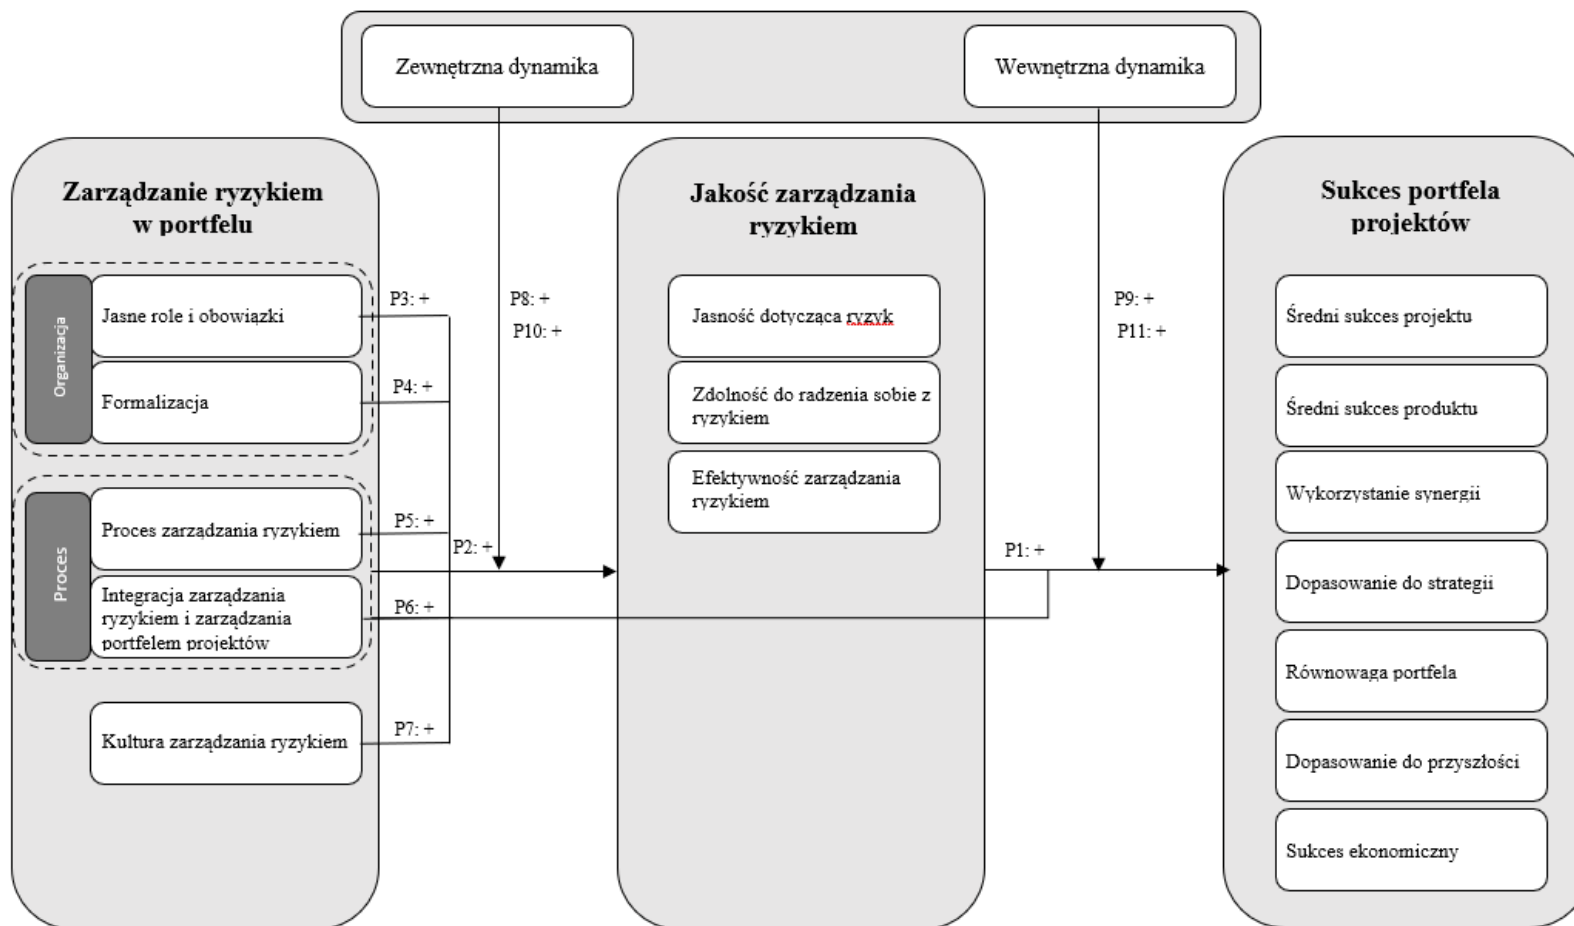 Zewnętrzna dynamika
Wewnętrzna dynamika
Zarządzanie ryzykiem
w portfelu
Organizacja
Jasne role i obowiązki
Formalizacja
Proces
Proces zarządzania ryzykiem
Integracja zarządzania
ryzykiem i zarządzania
portfelem projektów
Kultura zarządzania ryzykiem
P3: +
P4: +
P5: +
P2: +
P6: +
P7: +
P8: +
P10: +
Jakość zarządzania
ryzykiem
Jasność dotycząca ryzyk
Zdolność do radzenia sobie z
ryzykiem
Efektywność zarządzania
ryzykiem
P1: +
P9: +
P11: +
Sukces portfela
projektów
Średni sukces projektu
Średni sukces produktu
Wykorzystanie synergii
Dopasowanie do strategii
Równowaga portfela
Dopasowanie do przyszłości
Sukces ekonomiczny